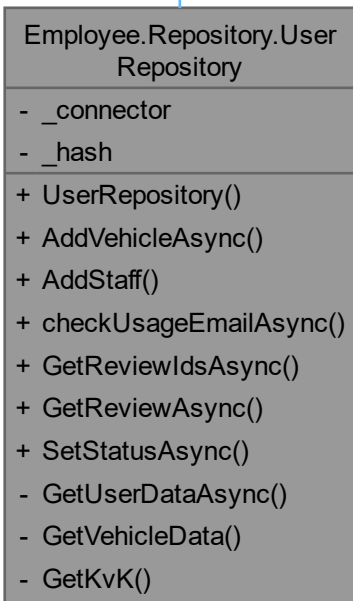 Employee.Repository.User
Repository
- _connector
- _hash
+ UserRepository()
+ AddVehicleAsync()
+ AddStaff()
+ checkUsageEmailAsync()
+ GetReviewIdsAsync()
+ GetReviewAsync()
+ SetStatusAsync()
- GetUserDataAsync()
- GetVehicleData()
- GetKvK()